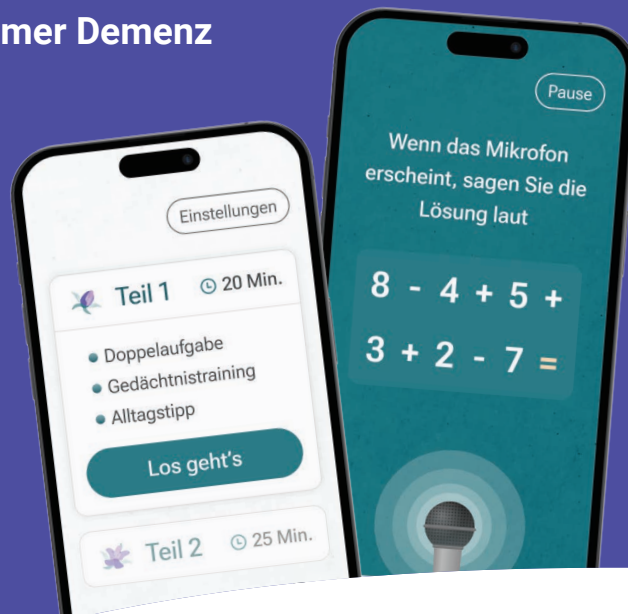 mer Demenz
Einstellungen
Teil 1
20 Min.
Doppelaufgabe
Gedächtnistraining
Alltagstipp
Los geht's
Teil 2
25 Min.
Pause
Wenn das Mikrofon
erscheint, sagen Sie die
Lösung laut
8 - 4 + 5 +
3 + 2 - 7 =